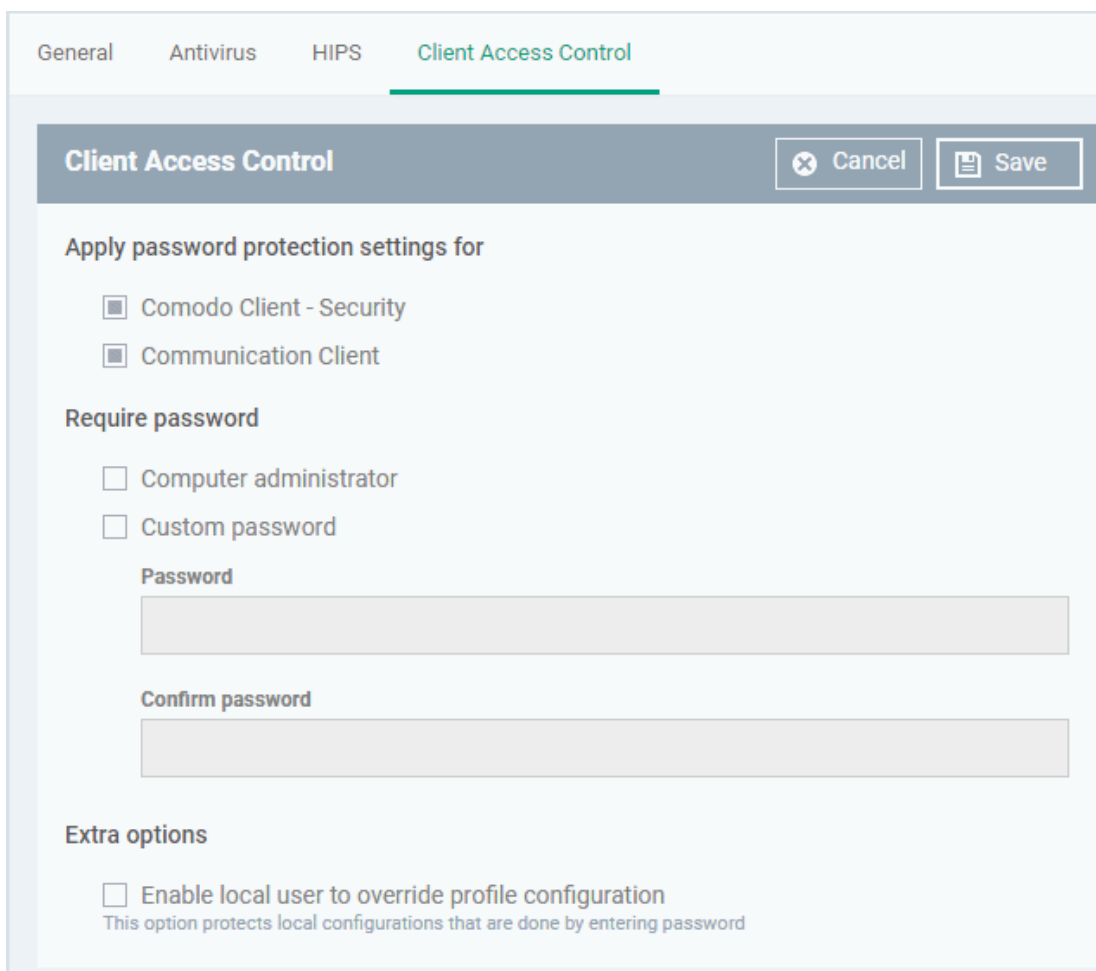 General Antivirus HIPS Client Access Control
Client Access Control Cancel Save
Apply password protection settings for
Comodo Client - Security
Communication Client
Require password
Computer administrator
Custom password
Password
Confirm password
Extra options
Enable local user to override profile configuration
This option protects local configurations that are done by entering password